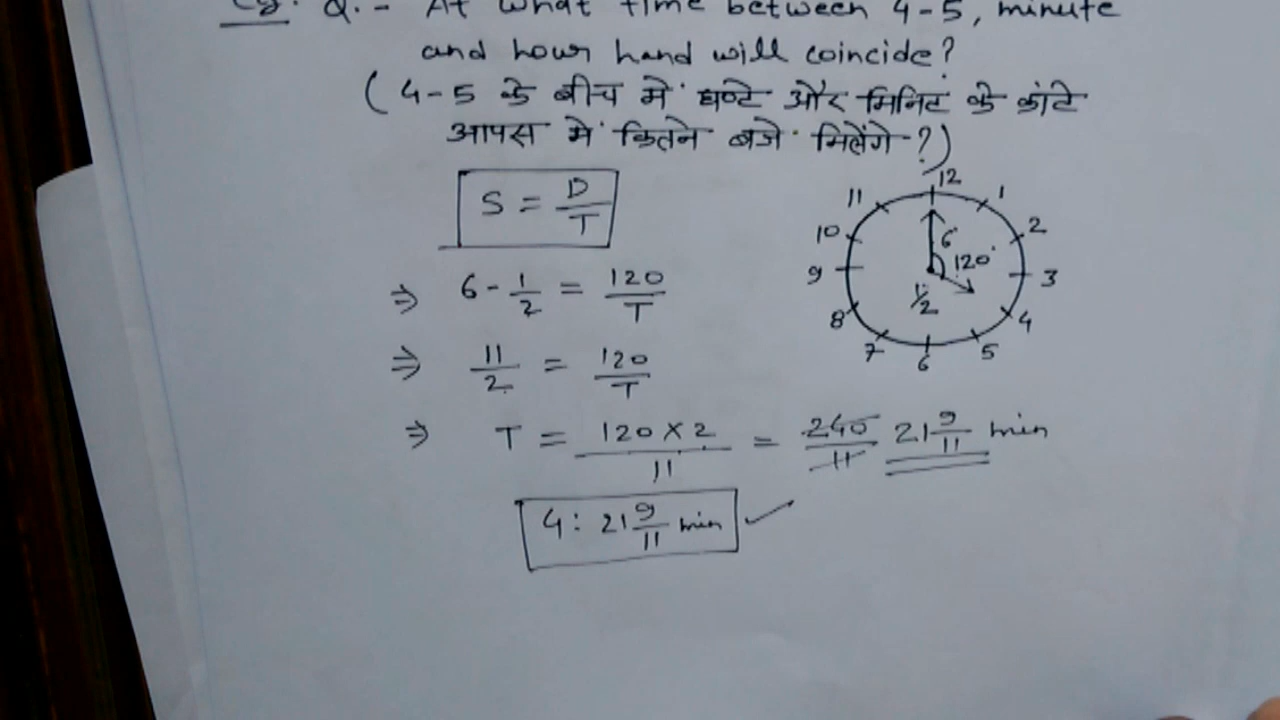 Eg. Q.- At what time between 4-5, minute
and hour hand will coincide?
(4-5 के बीच में घण्टे और मिनिट के कांटे
आपस में कितने बजे मिलेंगे?)
S = D/T
⇒ 6 - 1/2 = 120/T
⇒ 11/2 = 120/T
⇒ T = 120 X 2/11 = 240/11 21 9/11 min
4: 21 9/11 min ✓
12
11 1
10 6 2
9 120° 3
1/2
8 4
7 5
6